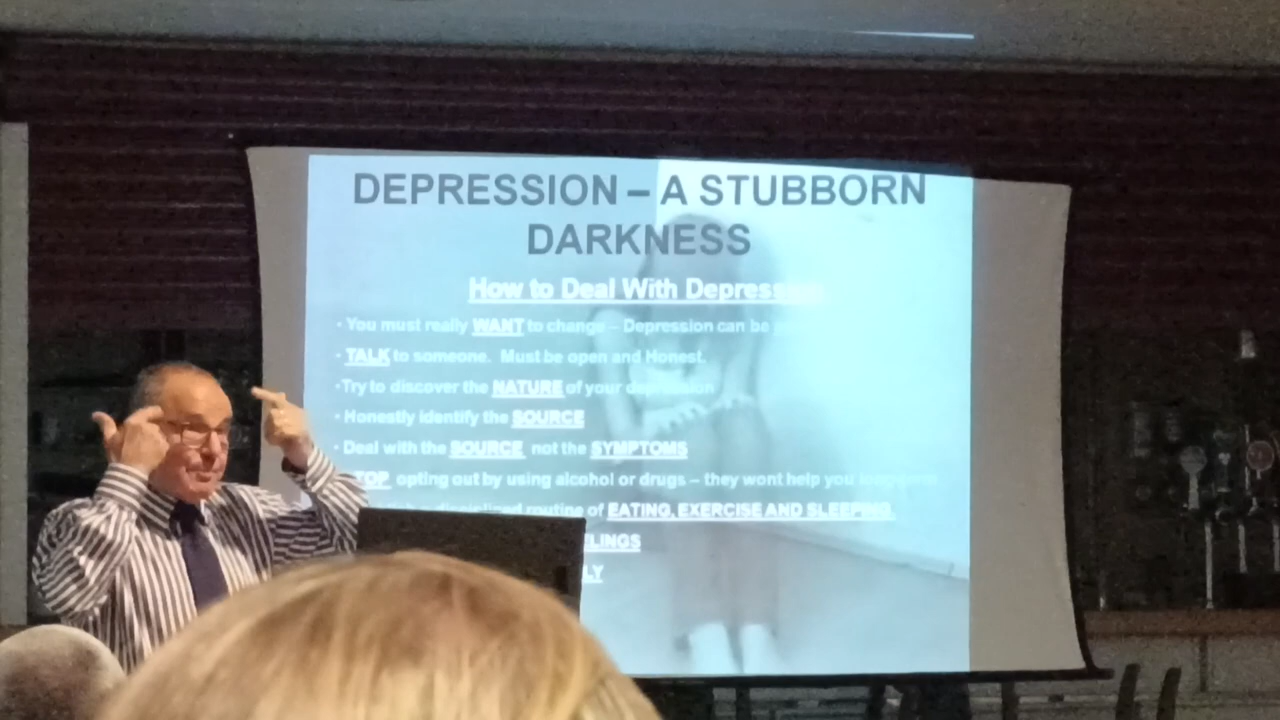 DEPRESSION – A STUBBORN
DARKNESS
How to Deal With
• You must really WANT to change – Depression can be
• TALK to someone. Must be open and Honest.
• Try to discover the NATURE of your depression
• Honestly identify the SOURCE
• Deal with the SOURCE not the SYMPTOMS
opting out by using alcohol or drugs – they wont help you
routine of EATING, EXERCISE AND SLEEPING.